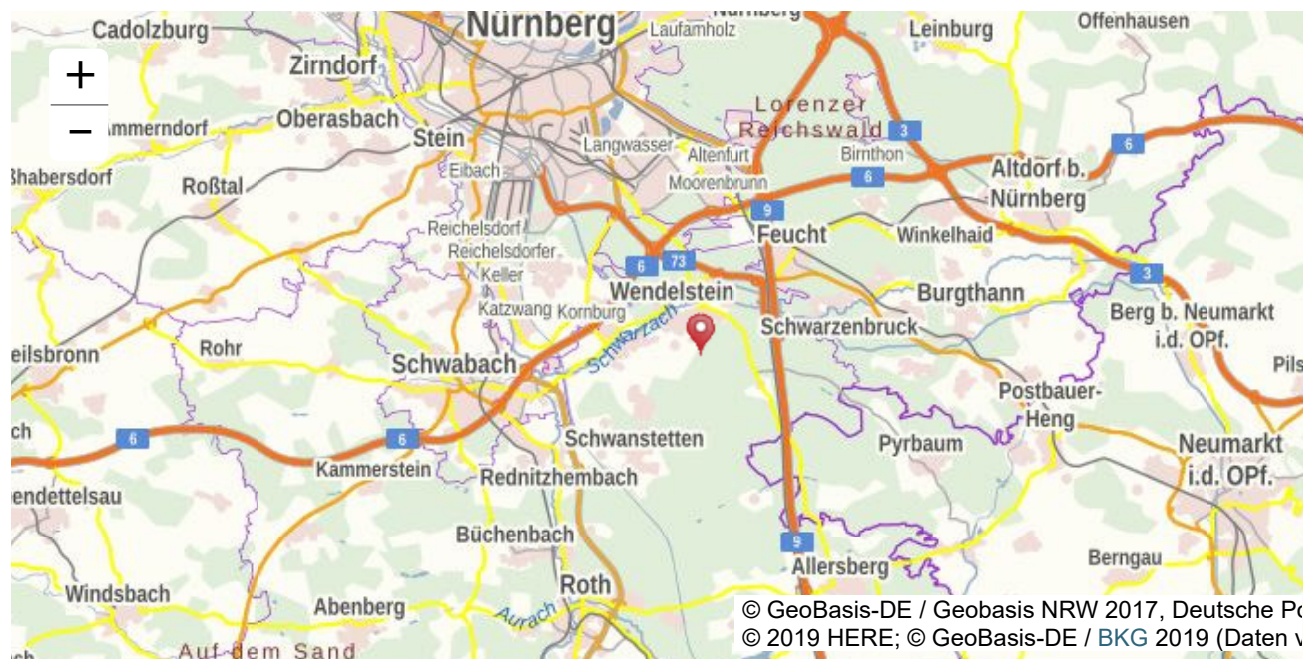 Nürnberg
Nürnberg
Cadolzburg
Laufamholz
Leinburg
Offenhausen
+
Zirndorf
−
Lorenzer
Reichswald
Oberasbach
Ammerndorf
Stein
3
6
Langwasser
Altenfurt
Birnthon
Eibach
Moorenbrunn
6
Altdorf b.
Nürnberg
ßhabersdorf
Roßtal
9
Reichelsdorf
Feucht
Winkelhaid
Reichelsdorfer
Keller
6
73
3
Wendelstein
Burgthann
Katzwang
Kornburg
Berg b. Neumarkt
i.d. OPf.
Schwarzach
Schwarzenbruck
eilsbronn
Rohr
Schwabach
Pils
Postbauer-
Heng
ch
6
6
Schwanstetten
Pyrbaum
Neumarkt
i.d. OPf.
Kammerstein
Rednitzhembach
endettelsau
Büchenbach
9
Allersberg
Berngau
Windsbach
Abenberg
Roth
Aurach
Auf dem Sand
ch
© GeoBasis-DE / Geobasis NRW 2017, Deutsche Po
© 2019 HERE; © GeoBasis-DE / BKG 2019 (Daten v